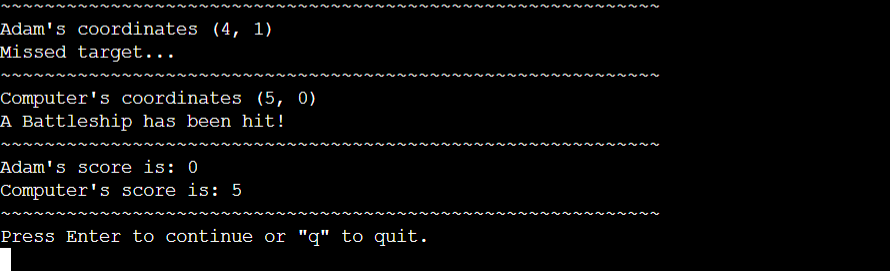 ~~~~~~~~~~~~~~~~~~~~~~~~~~~~~~~~~~~~~~~~~~~~~~~~~~~~~~~~~~~~
Adam's coordinates (4, 1)
Missed target...
~~~~~~~~~~~~~~~~~~~~~~~~~~~~~~~~~~~~~~~~~~~~~~~~~~~~~~~~~~~~
Computer's coordinates (5, 0)
A Battleship has been hit!
~~~~~~~~~~~~~~~~~~~~~~~~~~~~~~~~~~~~~~~~~~~~~~~~~~~~~~~~~~~~
Adam's score is: 0
Computer's score is: 5
~~~~~~~~~~~~~~~~~~~~~~~~~~~~~~~~~~~~~~~~~~~~~~~~~~~~~~~~~~~~
Press Enter to continue or "q" to quit.